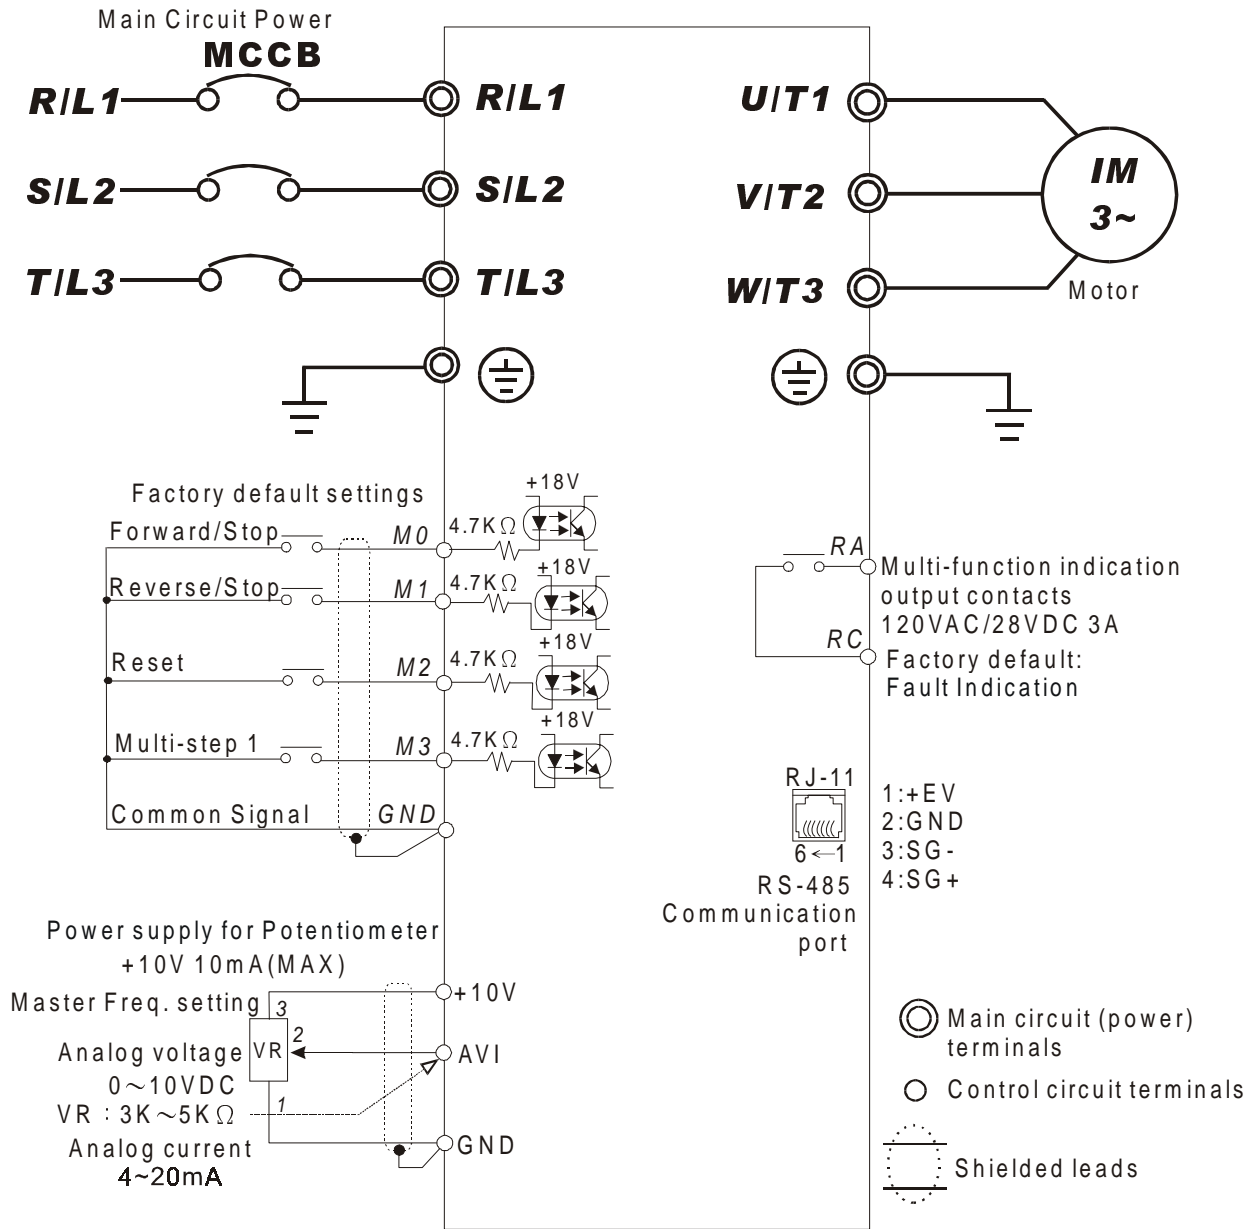 Main Circuit Power
MCCB
R/L1
R/L1
S/L2
S/L2
T/L3
T/L3
U/T1
V/T2
W/T3
IM
3~
Motor
Factory default settings
Forward/Stop
M0
4.7KΩ
+18V
Reverse/Stop
M1
4.7KΩ
+18V
Reset
M2
4.7KΩ
+18V
Multi-step 1
M3
4.7KΩ
+18V
Common Signal
GND
RA
Multi-function indication
output contacts
120VAC/28VDC 3A
RC
Factory default:
Fault Indication
RJ-11
6←1
1:+EV
2:GND
3:SG-
4:SG+
RS-485
Communication
port
Power supply for Potentiometer
+10V 10mA(MAX)
Master Freq. setting
3
+10V
2
VR
Analog voltage
AVI
0～10VDC
VR：3K～5KΩ
1
Analog current
4~20mA
GND
Main circuit (power)
terminals
Control circuit terminals
Shielded leads